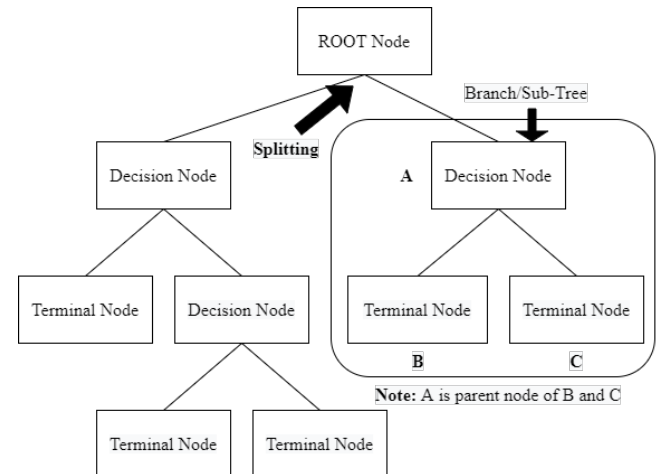 ROOT Node
Branch/Sub-Tree
Splitting
Decision Node
A
Decision Node
Terminal Node
Decision Node
Terminal Node
Terminal Node
B
C
Note: A is parent node of B and C
Terminal Node
Terminal Node